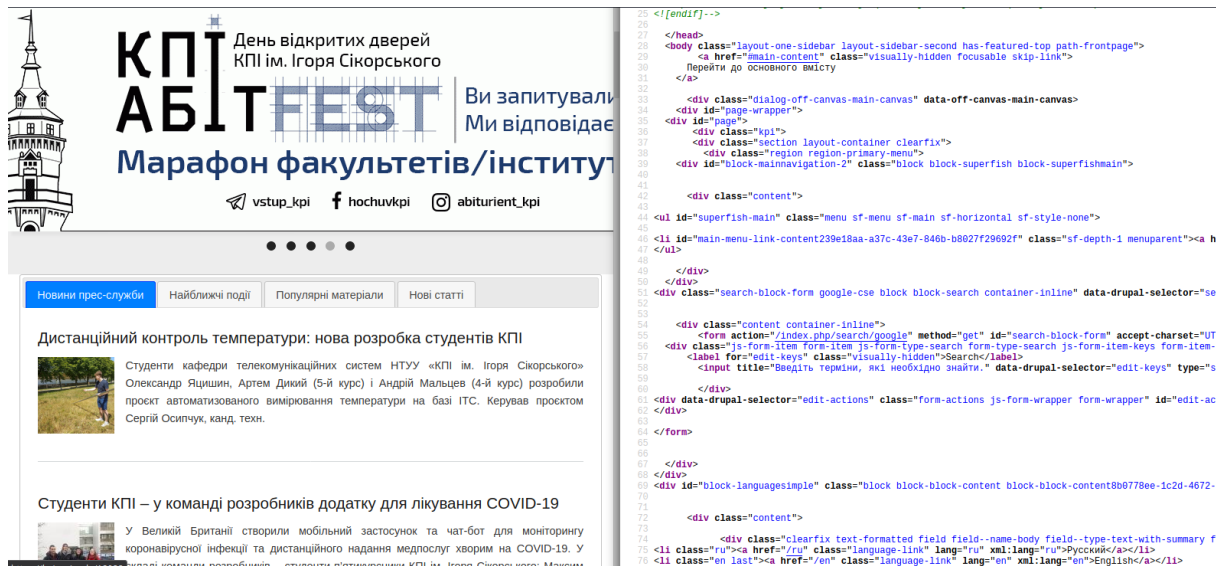 День відкритих дверей
КПІ ім. Ігоря Сікорського
КПІ
АБІТFEST
Ви запитували
Ми відповідає
Марафон факультетів/інститут
vstup_kpi hochuvkpi abiturient_kpi
Новини прес-служби Найближчі події Популярні матеріали Нові статті
Дистанційний контроль температури: нова розробка студентів КПІ
Студенти кафедри телекомунікаційних систем НТУУ «КПІ ім. Ігоря Сікорського»
Олександр Яцишин, Артем Дикий (5-й курс) і Андрій Мальцев (4-й курс) розробили
проєкт автоматизованого вимірювання температури на базі ІТС. Керував проєктом
Сергій Осипчук, канд. техн.
Студенти КПІ – у команді розробників додатку для лікування COVID-19
У Великій Британії створили мобільний застосунок та чат-бот для моніторингу
коронавірусної інфекції та дистанційного надання медпослуг хворим на COVID-19. У
складі команди розробників – студенти п'ятикурсники КПІ ім. Ігоря Сікорського: Максим
25 <![endif]-->
26
27 </head>
28 <body class="layout-one-sidebar layout-sidebar-second has-featured-top path-frontpage">
29 <a href="#main-content" class="visually-hidden focusable skip-link">
30 Перейти до основного вмісту
31 </a>
32
33 <div class="dialog-off-canvas-main-canvas" data-off-canvas-main-canvas>
34 <div id="page-wrapper">
35 <div id="page">
36 <div class="kpi">
37 <div class="section layout-container clearfix">
38 <div class="region region-primary-menu">
39 <div id="block-mainnavigation-2" class="block block-superfish block-superfishmain">
40
41
42 <div class="content">
43
44 <ul id="superfish-main" class="menu sf-menu sf-main sf-horizontal sf-style-none">
45
46 <li id="main-menu-link-content239e18aa-a37c-43e7-846b-b8027f29692f" class="sf-depth-1 menuparent"><a h
47 </ul>
48
49 </div>
50 </div>
51 <div class="search-block-form google-cse block block-search container-inline" data-drupal-selector="se
52
53
54 <div class="content container-inline">
55 <form action="/index.php/search/google" method="get" id="search-block-form" accept-charset="UT
56 <div class="js-form-item form-item js-form-type-search form-type-search js-form-item-keys form-item-
57 <label for="edit-keys" class="visually-hidden">Search</label>
58 <input title="Введіть терміни, які необхідно знайти." data-drupal-selector="edit-keys" type="s
59
60 </div>
61 <div data-drupal-selector="edit-actions" class="form-actions js-form-wrapper form-wrapper" id="edit-ac
62 </div>
63
64 </form>
65
66
67 </div>
68 </div>
69 <div id="block-languagesimple" class="block block-block-content block-block-content8b0778ee-1c2d-4672-
70
71
72 <div class="content">
73
74 <div class="clearfix text-formatted field field--name-body field--type-text-with-summary f
75 <li class="ru"><a href="/ru" class="language-link" lang="ru" xml:lang="ru">Русский</a></li>
76 <li class="en last"><a href="/en" class="language-link" lang="en" xml:lang="en">English</a></li>